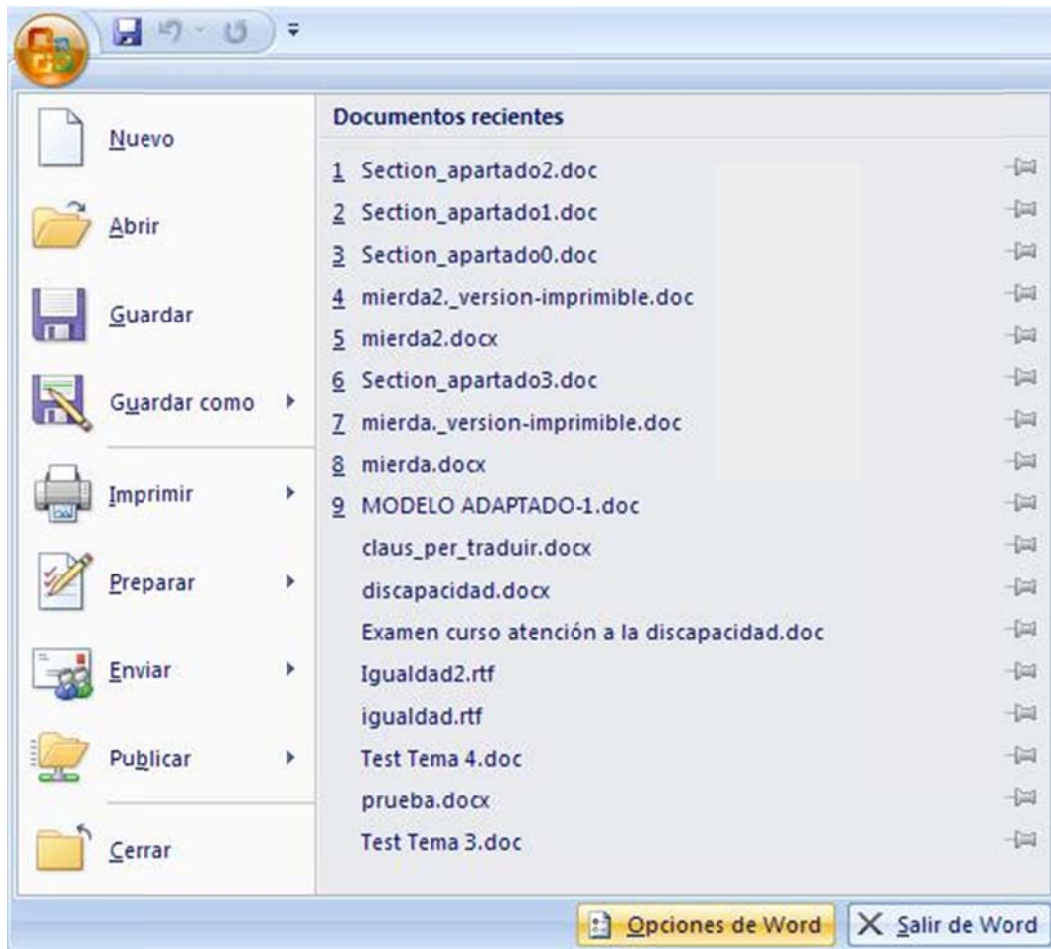 Nuevo
Abrir
Guardar
Guardar como
Imprimir
Preparar
Enviar
Publicar
Cerrar
Documentos recientes
1 Section_apartado2.doc
2 Section_apartado1.doc
3 Section_apartado0.doc
4 mierda2._version-imprimible.doc
5 mierda2.docx
6 Section_apartado3.doc
7 mierda._version-imprimible.doc
8 mierda.docx
9 MODELO ADAPTADO-1.doc
claus_per_traduir.docx
discapacidad.docx
Examen curso atención a la discapacidad.doc
Igualdad2.rtf
igualdad.rtf
Test Tema 4.doc
prueba.docx
Test Tema 3.doc
Opciones de Word
Salir de Word